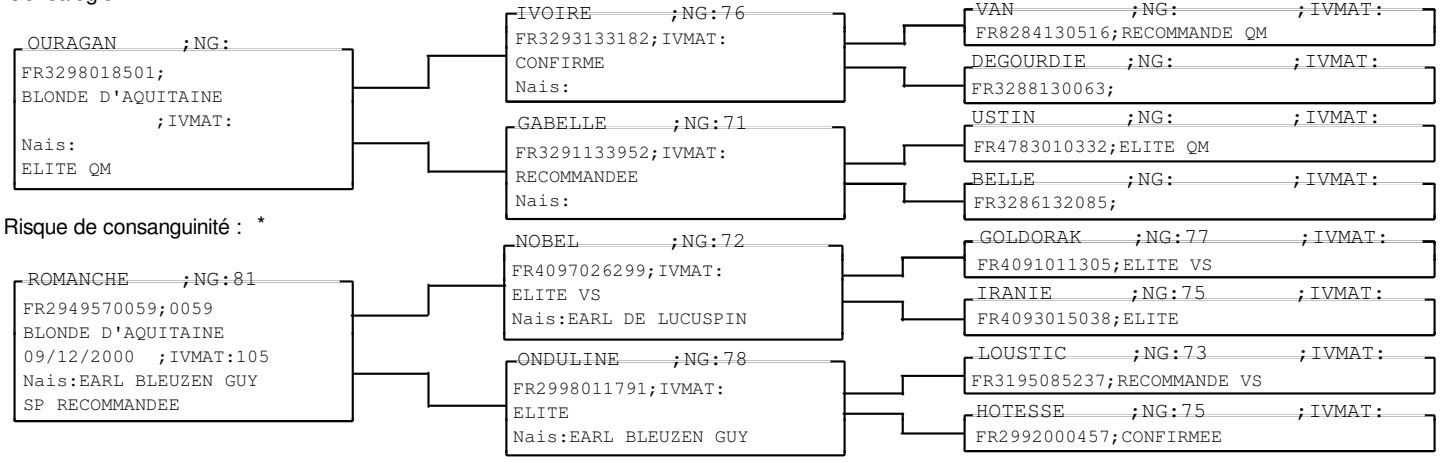 OURAGAN ;NG:
FR3298018501;
BLONDE D'AQUITAINE
;IVMAT:
Nais:
ELITE QM
IVOIRE ;NG:76
FR3293133182;IVMAT:
CONFIRME
Nais:
GABELLE ;NG:71
FR3291133952;IVMAT:
RECOMMANDEE
Nais:
VAN ;NG: ;IVMAT:
FR8284130516;RECOMMANDE QM
DEGOURDIE ;NG: ;IVMAT:
FR3288130063;
USTIN ;NG: ;IVMAT:
FR4783010332;ELITE QM
BELLE ;NG: ;IVMAT:
FR3286132085;
Risque de consanguinité : *
ROMANCHE ;NG:81
FR2949570059;0059
BLONDE D'AQUITAINE
09/12/2000 ;IVMAT:105
Nais:EARL BLEUZEN GUY
SP RECOMMANDEE
NOBEL ;NG:72
FR4097026299;IVMAT:
ELITE VS
Nais:EARL DE LUCUSPIN
ONDULINE ;NG:78
FR2998011791;IVMAT:
ELITE
Nais:EARL BLEUZEN GUY
GOLDORAK ;NG:77 ;IVMAT:
FR4091011305;ELITE VS
IRANIE ;NG:75 ;IVMAT:
FR4093015038;ELITE
LOUSTIC ;NG:73 ;IVMAT:
FR3195085237;RECOMMANDE VS
HOTESSE ;NG:75 ;IVMAT:
FR2992000457;CONFIRMEE